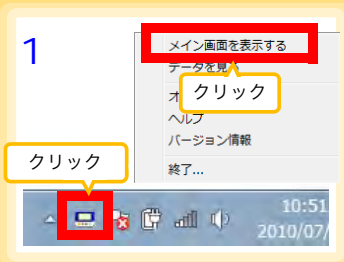 1
メイン画面を表示する
データを見
クリック
オ
ヘルプ
バージョン情報
終了...
クリック
10:51
2010/07/